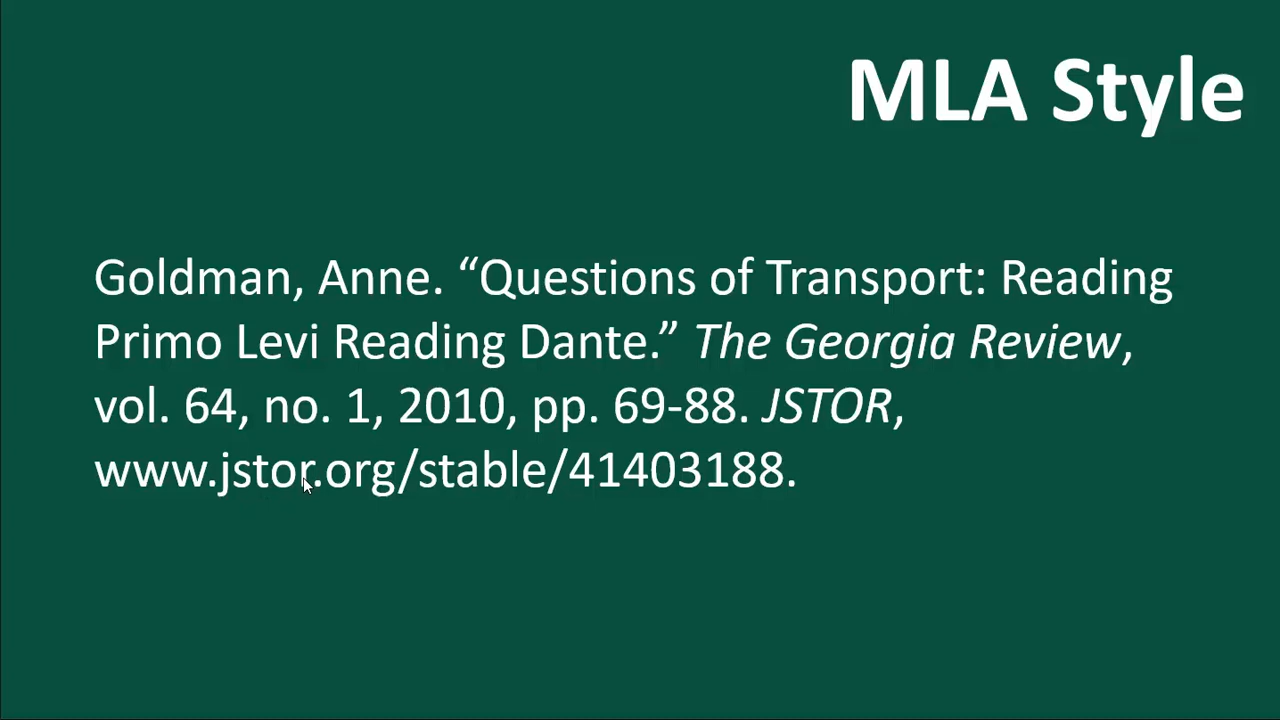 MLA Style
Goldman, Anne. “Questions of Transport: Reading
Primo Levi Reading Dante.” The Georgia Review,
vol. 64, no. 1, 2010, pp. 69-88. JSTOR,
www.jstor.org/stable/41403188.